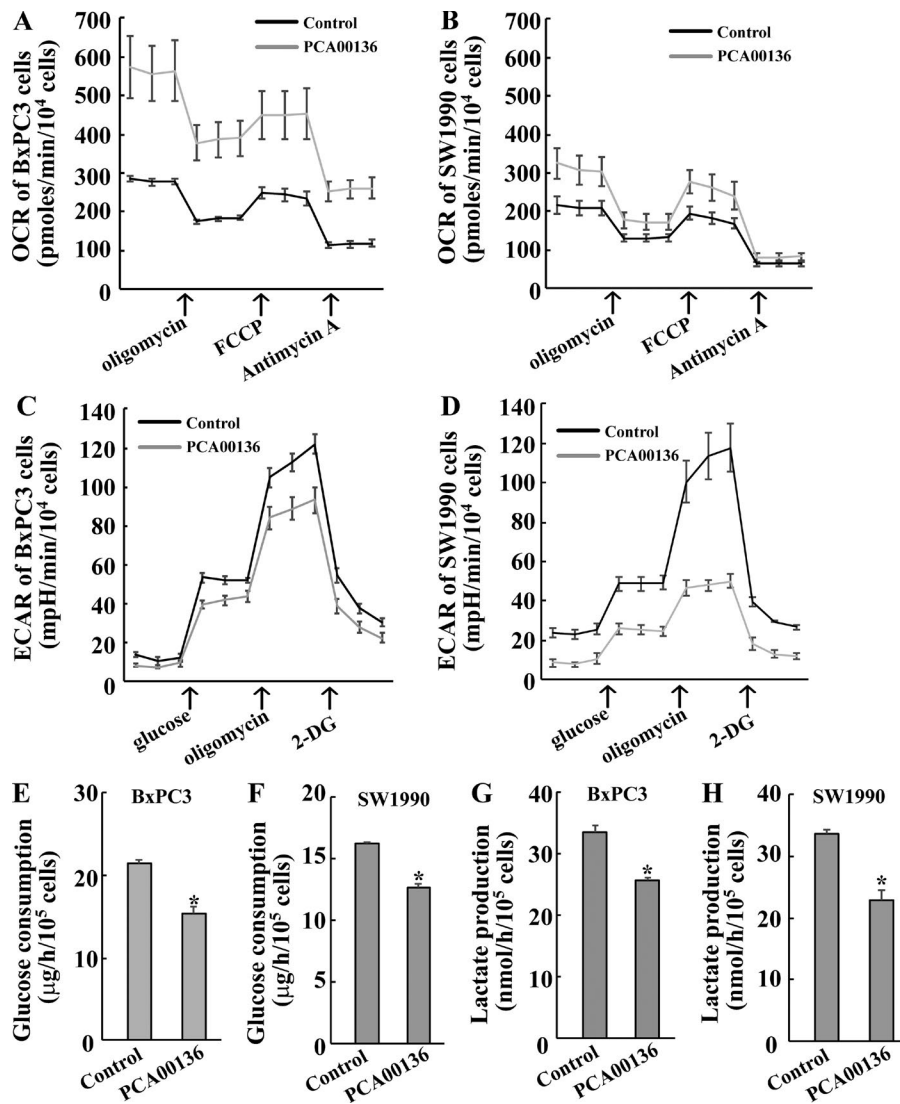 A
OCR of BxPC3 cells
(pmoles/min/10⁴ cells)
700
600
500
400
300
200
100
0
Control
PCA00136
oligomycin
FCCP
Antimycin A
B
OCR of SW1990 cells
(pmoles/min/10⁴ cells)
700
600
500
400
300
200
100
0
Control
PCA00136
oligomycin
FCCP
Antimycin A
C
ECAR of BxPC3 cells
(mpH/min/10⁴ cells)
140
120
100
80
60
40
20
0
Control
PCA00136
glucose
oligomycin
2-DG
D
ECAR of SW1990 cells
(mpH/min/10⁴ cells)
140
120
100
80
60
40
20
0
Control
PCA00136
glucose
oligomycin
2-DG
E
BxPC3
Glucose consumption
(μg/h/10⁵ cells)
30
20
10
0
*
Control
PCA00136
F
SW1990
Glucose consumption
(μg/h/10⁵ cells)
20
15
10
5
0
*
Control
PCA00136
G
BxPC3
Lactate production
(nmol/h/10⁵ cells)
40
30
20
10
0
*
Control
PCA00136
H
SW1990
Lactate production
(nmol/h/10⁵ cells)
40
30
20
10
0
*
Control
PCA00136